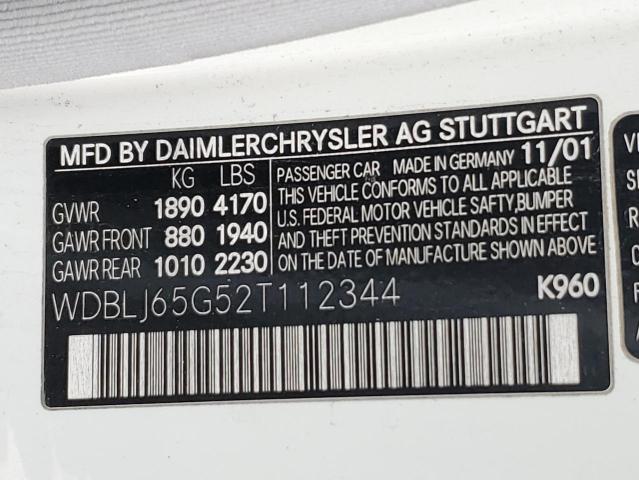 MFD BY DAIMLERCHRYSLER AG STUTTGART
KG LBS
GVWR 1890 4170
GAWR FRONT 880 1940
GAWR REAR 1010 2230
PASSENGER CAR MADE IN GERMANY 11/01
THIS VEHICLE CONFORMS TO ALL APPLICABLE
U.S. FEDERAL MOTOR VEHICLE SAFTY,BUMPER
AND THEFT PREVENTION STANDARDS IN EFFECT
ON THE DATE OF MANUFACTURE SHOWN ABOVE.
WDBLJ65G52T112344
K960